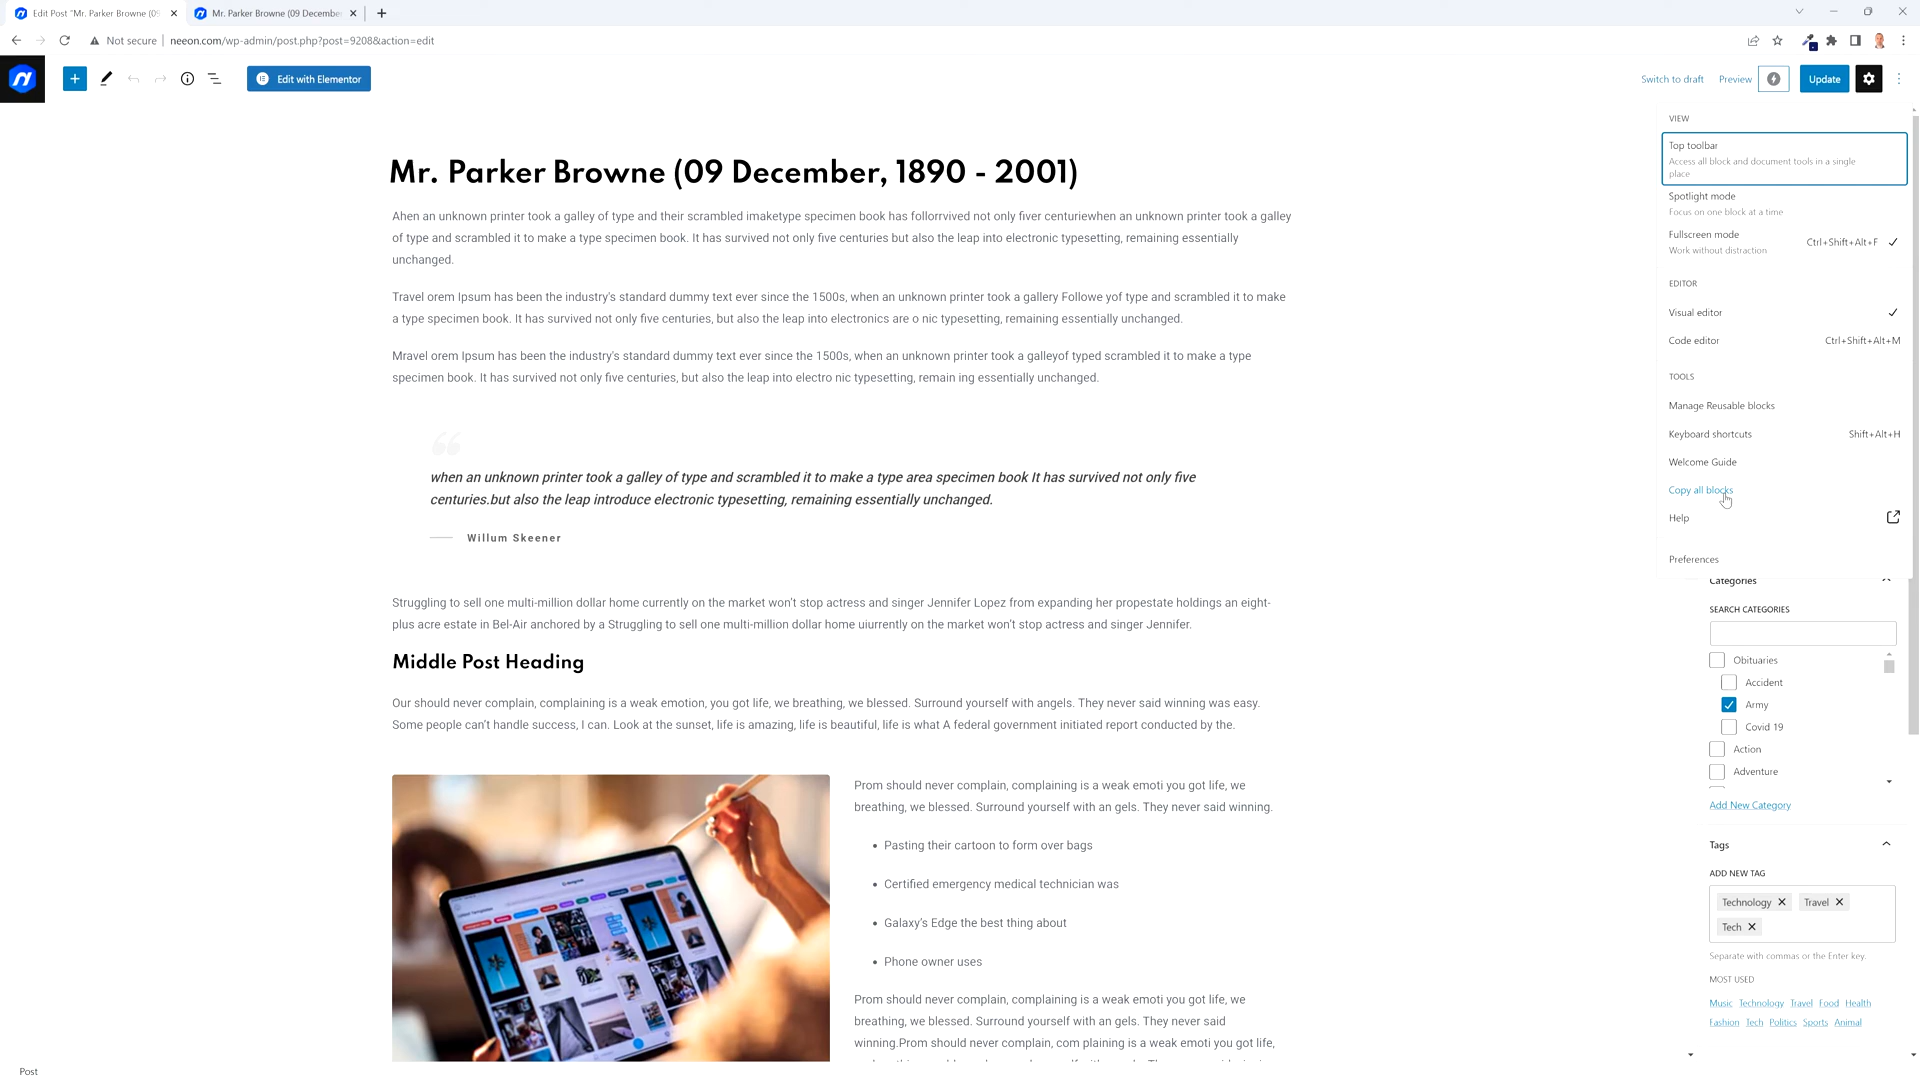 Edit Post "Mr. Parker Browne (09
Mr. Parker Browne (09 December
Not secure
neeon.com/wp-admin/post.php?post=9208&action=edit
Edit with Elementor
Switch to draft
Preview
Update
VIEW
Top toolbar
Access all block and document tools in a single
place
Spotlight mode
Focus on one block at a time
Fullscreen mode
Work without distraction
Ctrl+Shift+Alt+F
EDITOR
Visual editor
Code editor
Ctrl+Shift+Alt+M
TOOLS
Manage Reusable blocks
Keyboard shortcuts
Shift+Alt+H
Welcome Guide
Copy all blocks
Help
Preferences
Mr. Parker Browne (09 December, 1890 - 2001)
Ahen an unknown printer took a galley of type and their scrambled imaketype specimen book has follorrvived not only fiver centuriewhen an unknown printer took a galley
of type and scrambled it to make a type specimen book. It has survived not only five centuries but also the leap into electronic typesetting, remaining essentially
unchanged.
Travel orem Ipsum has been the industry's standard dummy text ever since the 1500s, when an unknown printer took a gallery Followe yof type and scrambled it to make
a type specimen book. It has survived not only five centuries, but also the leap into electronics are o nic typesetting, remaining essentially unchanged.
Mravel orem Ipsum has been the industry's standard dummy text ever since the 1500s, when an unknown printer took a galleyof typed scrambled it to make a type
specimen book. It has survived not only five centuries, but also the leap into electro nic typesetting, remain ing essentially unchanged.
when an unknown printer took a galley of type and scrambled it to make a type area specimen book It has survived not only five
centuries.but also the leap introduce electronic typesetting, remaining essentially unchanged.
Willum Skeener
Struggling to sell one multi-million dollar home currently on the market won't stop actress and singer Jennifer Lopez from expanding her propestate holdings an eight-
plus acre estate in Bel-Air anchored by a Struggling to sell one multi-million dollar home uiurrently on the market won't stop actress and singer Jennifer.
Middle Post Heading
Our should never complain, complaining is a weak emotion, you got life, we breathing, we blessed. Surround yourself with angels. They never said winning was easy.
Some people can't handle success, I can. Look at the sunset, life is amazing, life is beautiful, life is what A federal government initiated report conducted by the.
Prom should never complain, complaining is a weak emoti you got life, we
breathing, we blessed. Surround yourself with an gels. They never said winning.
Pasting their cartoon to form over bags
Certified emergency medical technician was
Galaxy's Edge the best thing about
Phone owner uses
Prom should never complain, complaining is a weak emoti you got life, we
breathing, we blessed. Surround yourself with an gels. They never said
winning.Prom should never complain, com plaining is a weak emoti you got life,
Categories
SEARCH CATEGORIES
Obituaries
Accident
Army
Covid 19
Action
Adventure
Add New Category
Tags
ADD NEW TAG
Technology
Travel
Tech
Separate with commas or the Enter key.
MOST USED
Music Technology Travel Food Health
Fashion Tech Politics Sports Animal
Post